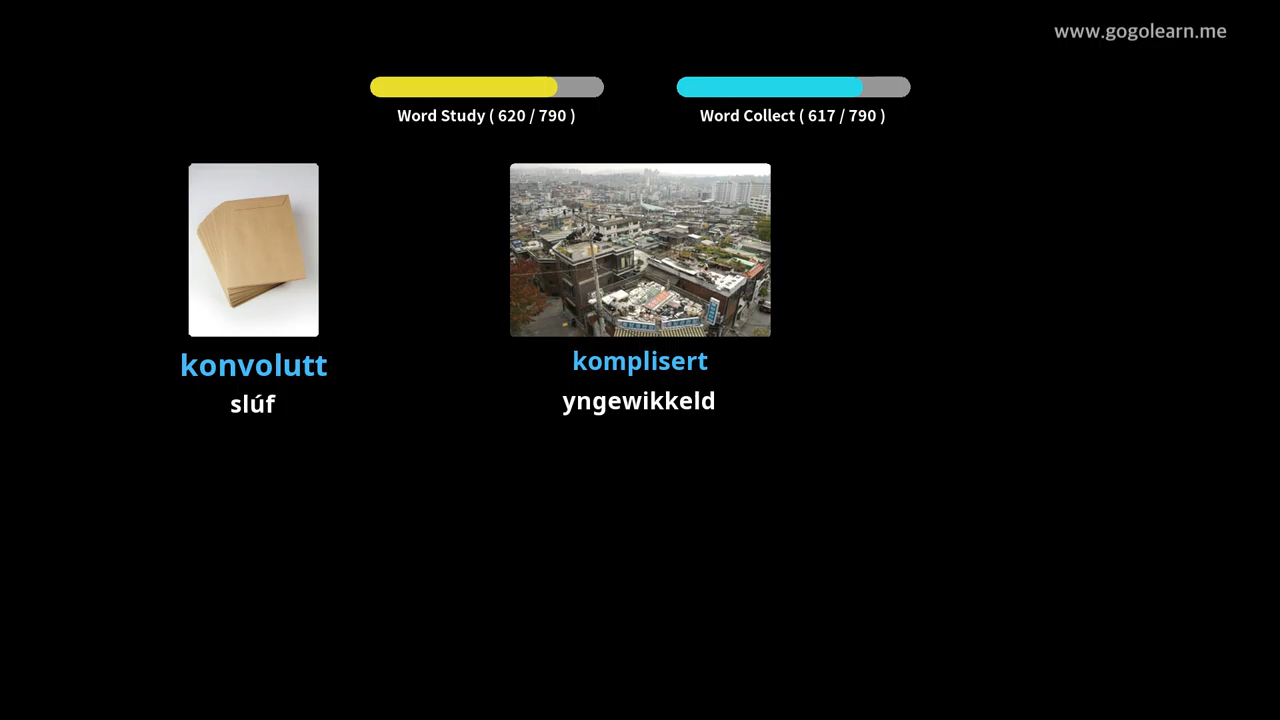 www.gogolearn.me
Word Study ( 620 / 790 )
Word Collect ( 617 / 790 )
konvolutt
komplisert
slúf
yngewikkeld